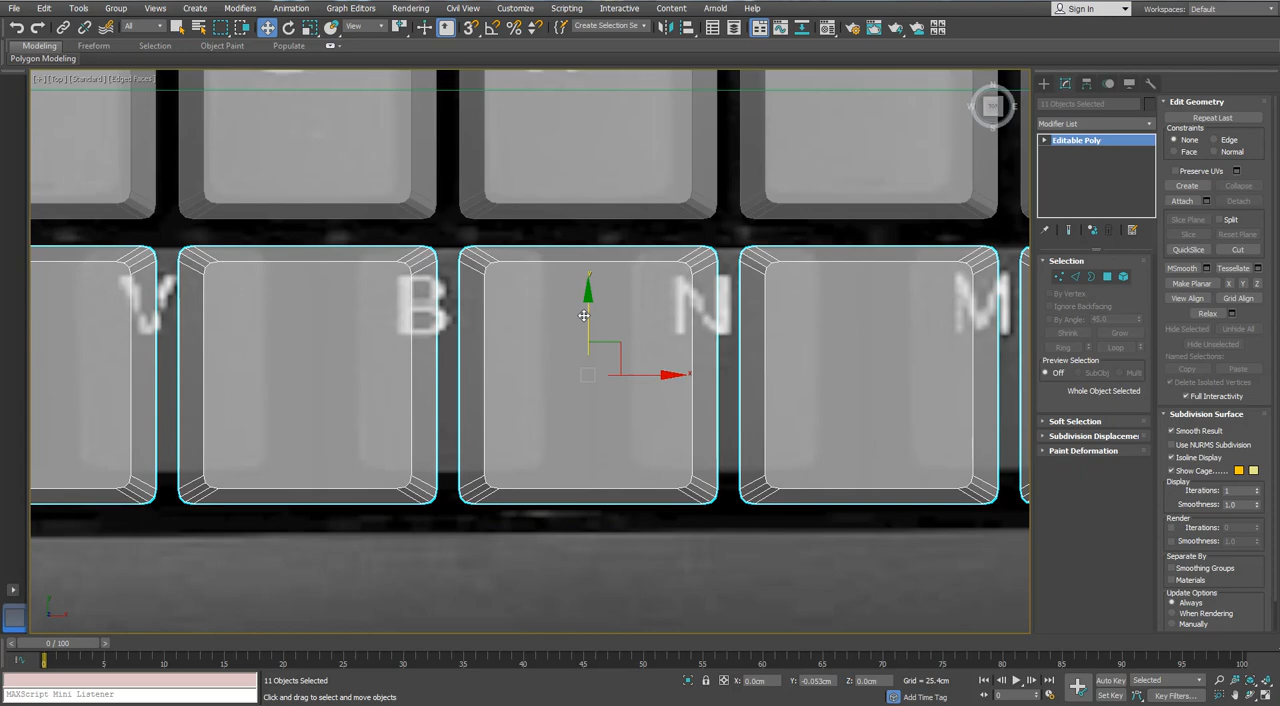 File Edit Tools Group Views Create Modifiers Animation Graph Editors Rendering Civil View Customize Scripting Interactive Content Arnold Help Sign In Workspaces: Default
All View Create Selection Se
Modeling Freeform Selection Object Paint Populate
Polygon Modeling
[+] [Top] [Standard] [Edged Faces]
N
W TOP E
S
V B N M
y
x
11 Objects Selected
Modifier List
Editable Poly
Selection
By Vertex
Ignore Backfacing
By Angle: 45.0
Shrink Grow
Ring Loop
Preview Selection
Off SubObj Multi
Whole Object Selected
Soft Selection
Subdivision Displacemen
Paint Deformation
Edit Geometry
Repeat Last
Constraints
None Edge
Face Normal
Preserve UVs
Create Collapse
Attach Detach
Slice Plane Split
Slice Reset Plane
QuickSlice Cut
MSmooth Tessellate
Make Planar X Y Z
View Align Grid Align
Relax
Hide Selected Unhide All
Hide Unselected
Named Selections:
Copy Paste
Delete Isolated Vertices
Full Interactivity
Subdivision Surface
Smooth Result
Use NURMS Subdivision
Isoline Display
Show Cage......
Display
Iterations: 1
Smoothness: 1.0
Render
Iterations: 0
Smoothness: 1.0
Separate By
Smoothing Groups
Materials
Update Options
Always
When Rendering
Manually
0 / 100
0 5 10 15 20 25 30 35 40 45 50 55 60 65 70 75 80 85 90 95 100
11 Objects Selected X: 0.0cm Y: -0.053cm Z: 0.0cm Grid = 25.4cm Auto Key Selected
MAXScript Mini Listener Click and drag to select and move objects Add Time Tag 0 Set Key Key Filters...